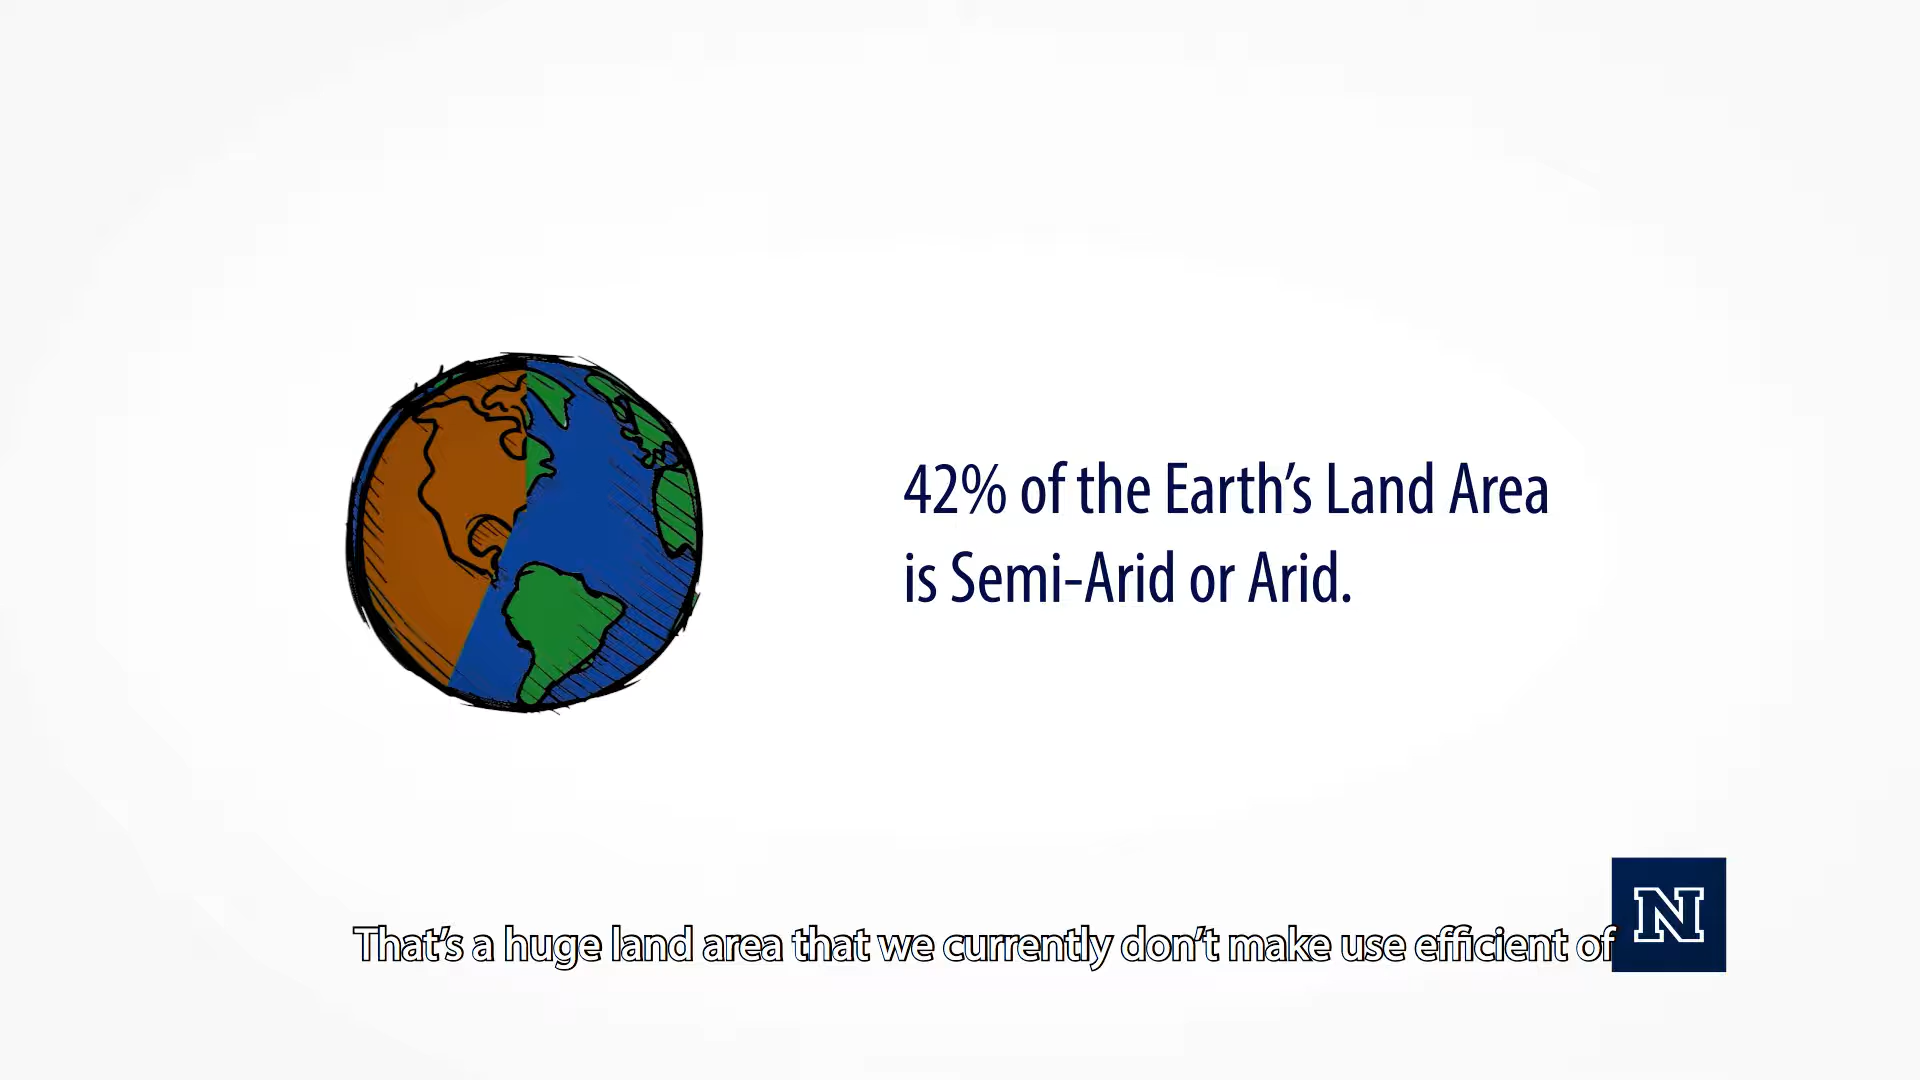 42% of the Earth’s Land Area
is Semi-Arid or Arid.
That’s a huge land area that we currently don’t make use efficient of
N